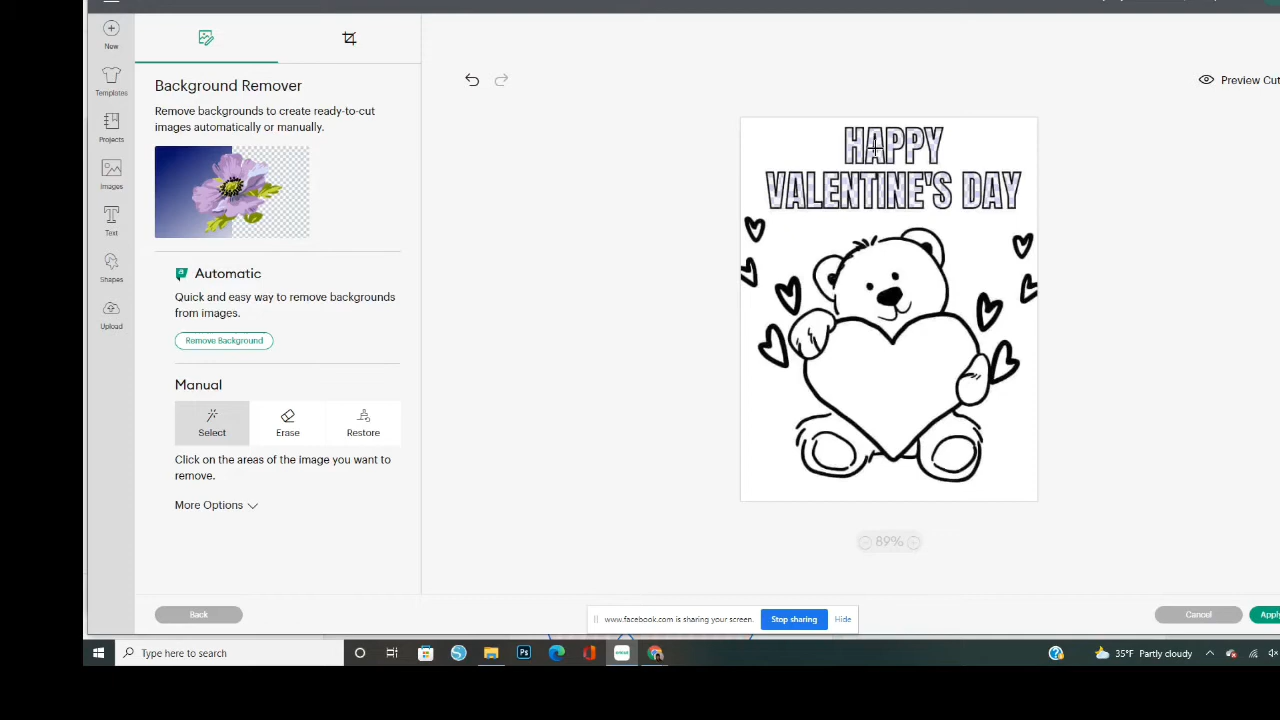 New
Templates
Projects
Images
Text
Shapes
Upload
Background Remover
Remove backgrounds to create ready-to-cut
images automatically or manually.
Automatic
Quick and easy way to remove backgrounds
from images.
Remove Background
Manual
Select
Erase
Restore
Click on the areas of the image you want to
remove.
More Options
Back
Preview Cut
HAPPY
VALENTINE'S DAY
89%
Cancel
Apply
www.facebook.com is sharing your screen.
Stop sharing
Hide
Type here to search
Ps
35°F Partly cloudy